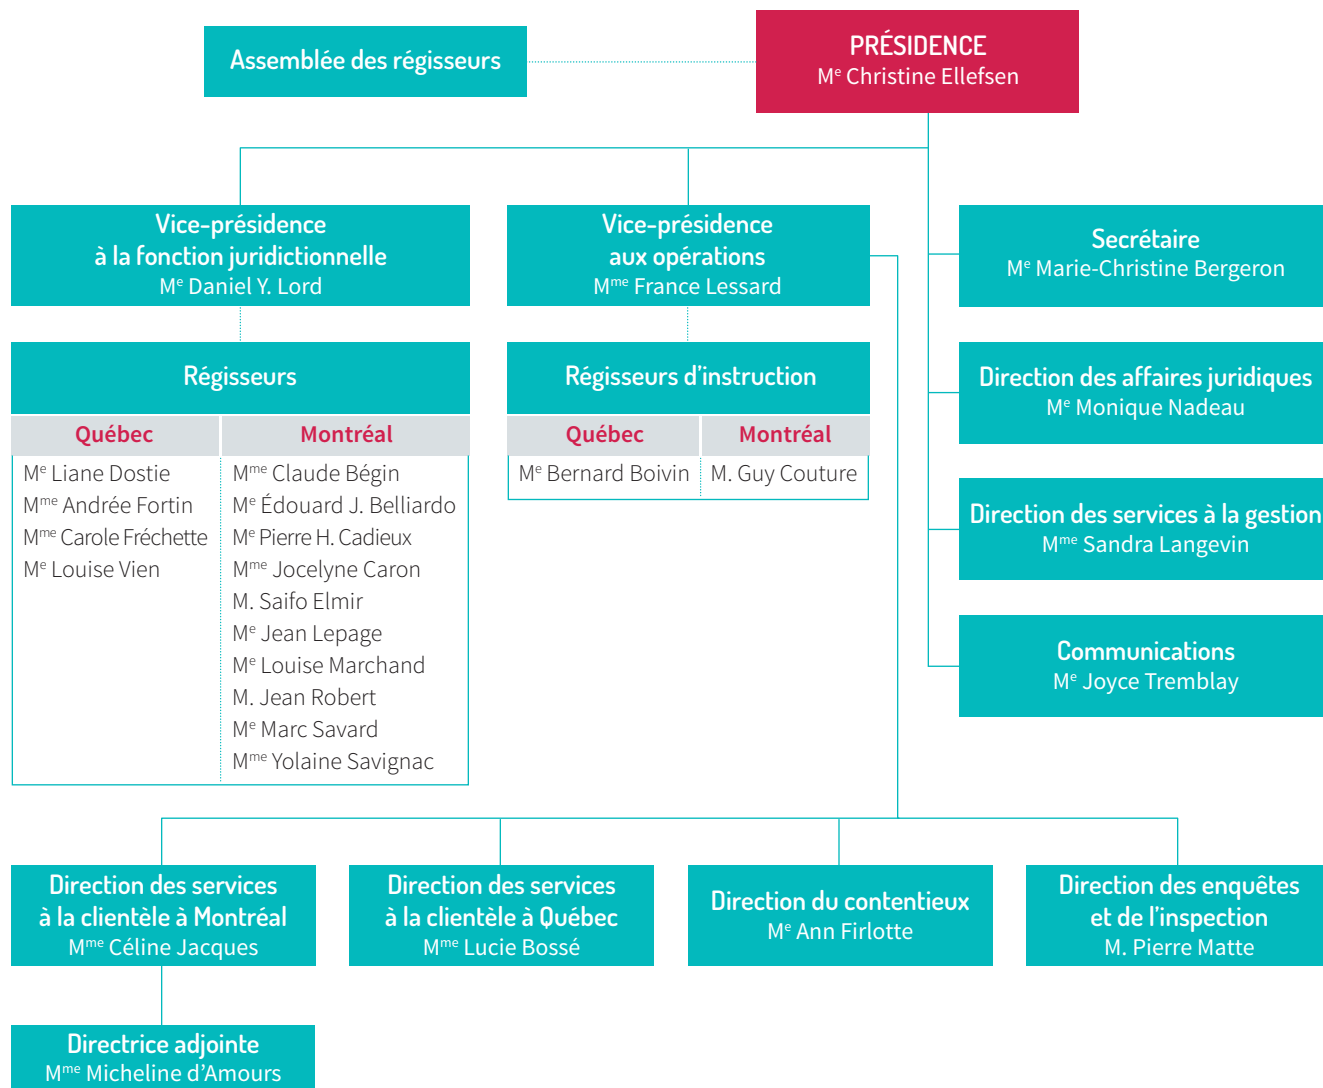 Assemblée des régisseurs
PRÉSIDENCE
Me Christine Ellefsen
Vice-présidence
à la fonction juridictionnelle
Me Daniel Y. Lord
Vice-présidence
aux opérations
Mme France Lessard
Secrétaire
Me Marie-Christine Bergeron
Régisseurs
Québec
Me Liane Dostie
Mme Andrée Fortin
Mme Carole Fréchette
Me Louise Vien
Montréal
Mme Claude Bégin
Me Édouard J. Belliardo
Me Pierre H. Cadieux
Mme Jocelyne Caron
M. Saifo Elmir
Me Jean Lepage
Me Louise Marchand
M. Jean Robert
Me Marc Savard
Mme Yolaine Savignac
Régisseurs d’instruction
Québec
Me Bernard Boivin
Montréal
M. Guy Couture
Direction des affaires juridiques
Me Monique Nadeau
Direction des services à la gestion
Mme Sandra Langevin
Communications
Me Joyce Tremblay
Direction des services
à la clientèle à Montréal
Mme Céline Jacques
Direction des services
à la clientèle à Québec
Mme Lucie Bossé
Direction du contentieux
Me Ann Firlotte
Direction des enquêtes
et de l’inspection
M. Pierre Matte
Directrice adjointe
Mme Micheline d’Amours